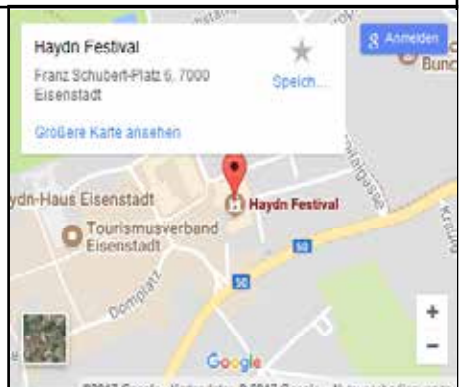 Haydn Festival
Franz Schubert-Platz 6, 7000
Eisenstadt
Speich...
Größere Karte ansehen
g Anmelden
Bunc
ydn-Haus Eisenstadt
Haydn Festival
Tourismusverband
Eisenstadt
50
50
Domplatz
+
−
Google